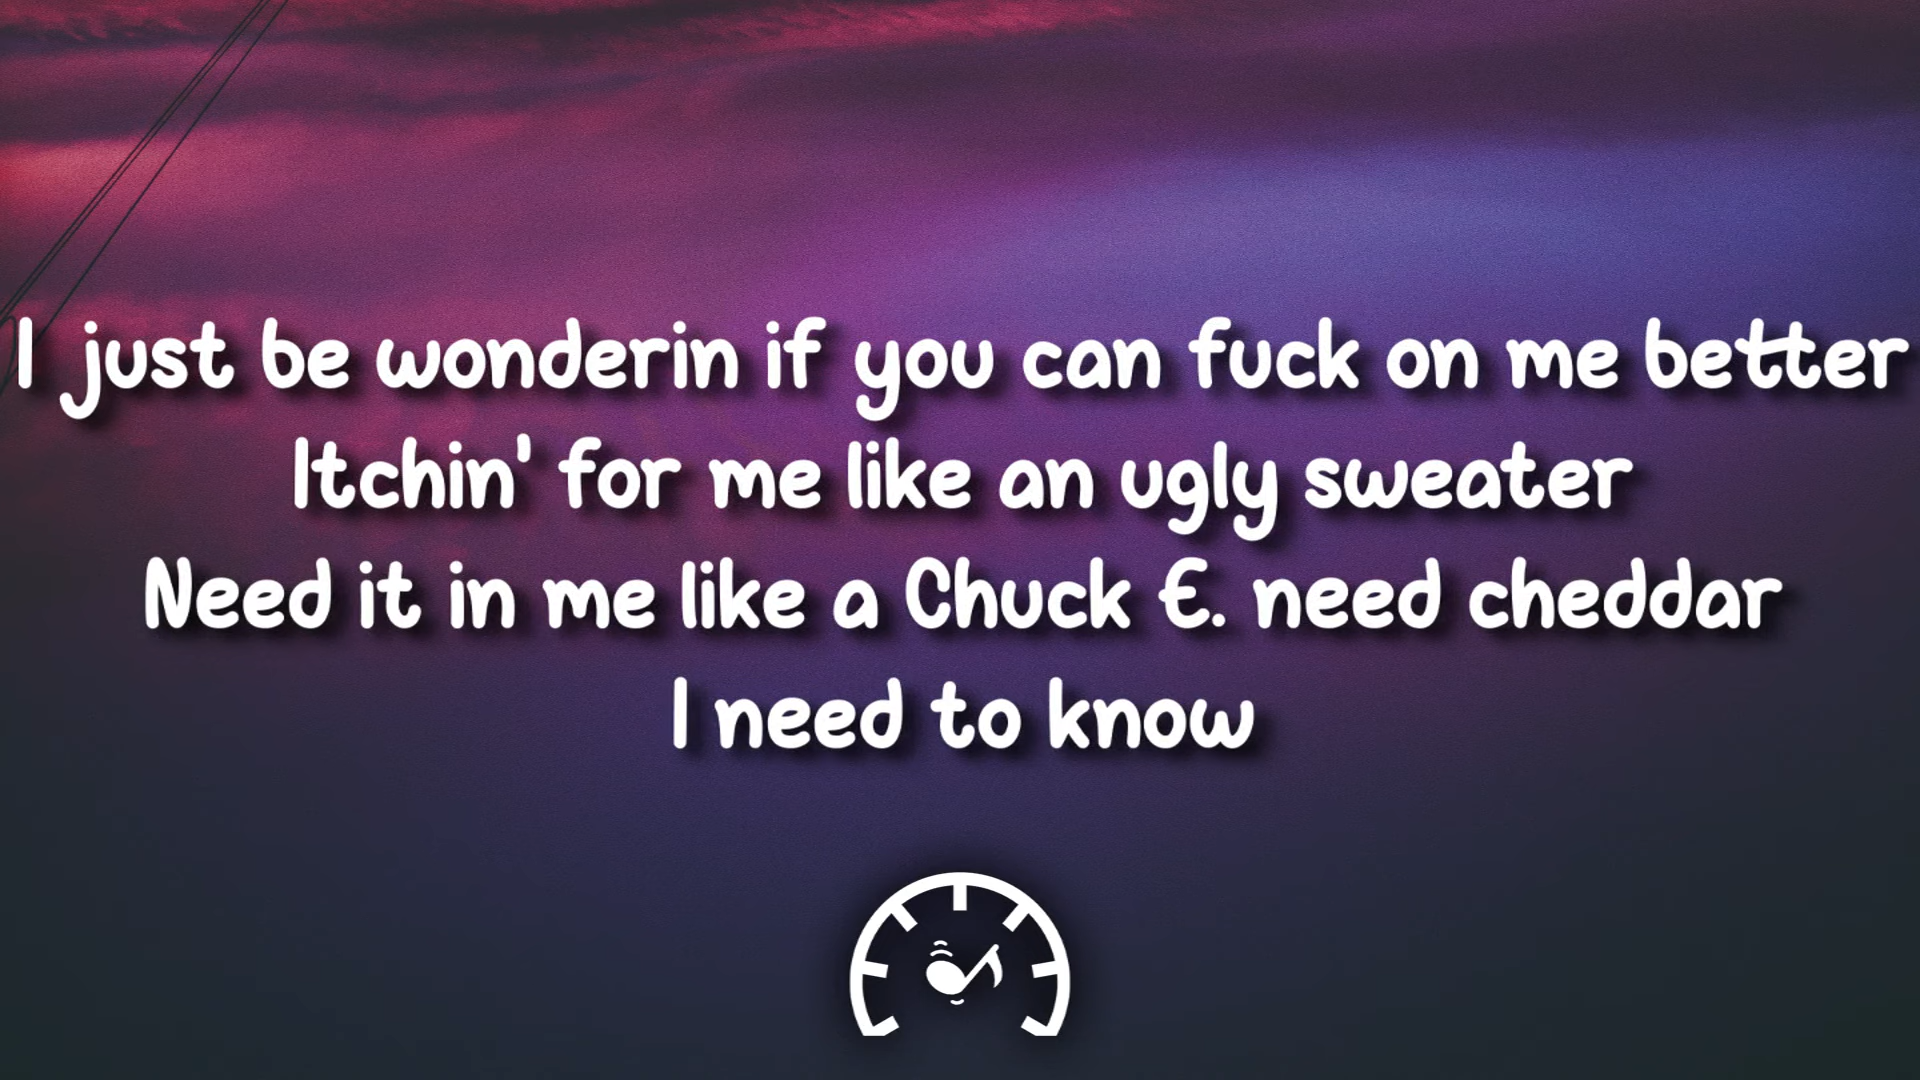 I just be wonderin if you can fuck on me better
Itchin' for me like an ugly sweater
Need it in me like a Chuck E. need cheddar
I need to know